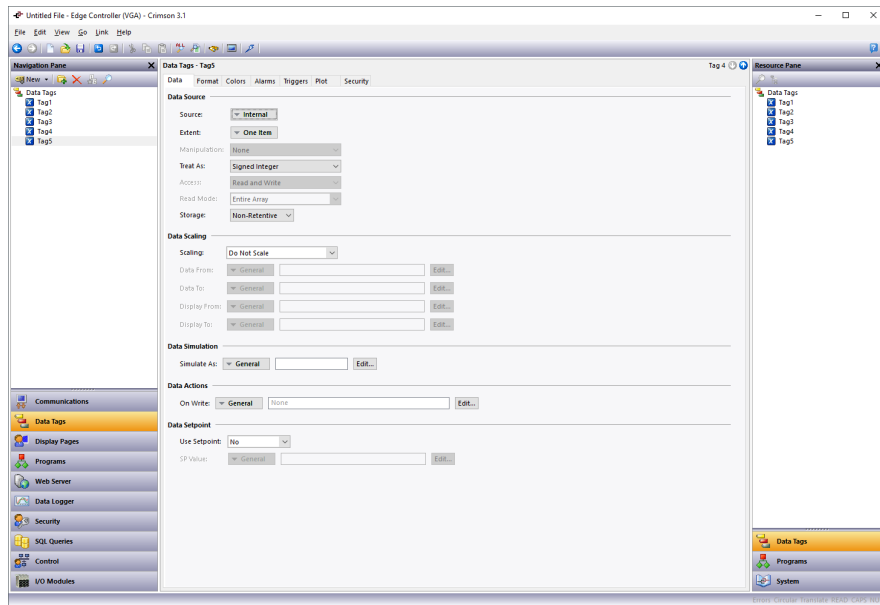 Untitled File - Edge Controller (VGA) - Crimson 3.1
File Edit View Go Link Help
Navigation Pane
New
Data Tags
Tag1
Tag2
Tag3
Tag4
Tag5
Communications
Data Tags
Display Pages
Programs
Web Server
Data Logger
Security
SQL Queries
Control
I/O Modules
Data Tags - Tag5
Tag 4
Data Format Colors Alarms Triggers Plot Security
Data Source
Source: Internal
Extent: One Item
Manipulation: None
Treat As: Signed Integer
Access: Read and Write
Read Mode: Entire Array
Storage: Non-Retentive
Data Scaling
Scaling: Do Not Scale
Data From: General Edit...
Data To: General Edit...
Display From: General Edit...
Display To: General Edit...
Data Simulation
Simulate As: General Edit...
Data Actions
On Write: General None Edit...
Data Setpoint
Use Setpoint: No
SP Value: General Edit...
Resource Pane
Data Tags
Tag1
Tag2
Tag3
Tag4
Tag5
Data Tags
Programs
System
Errors Circular Translate READ CAPS